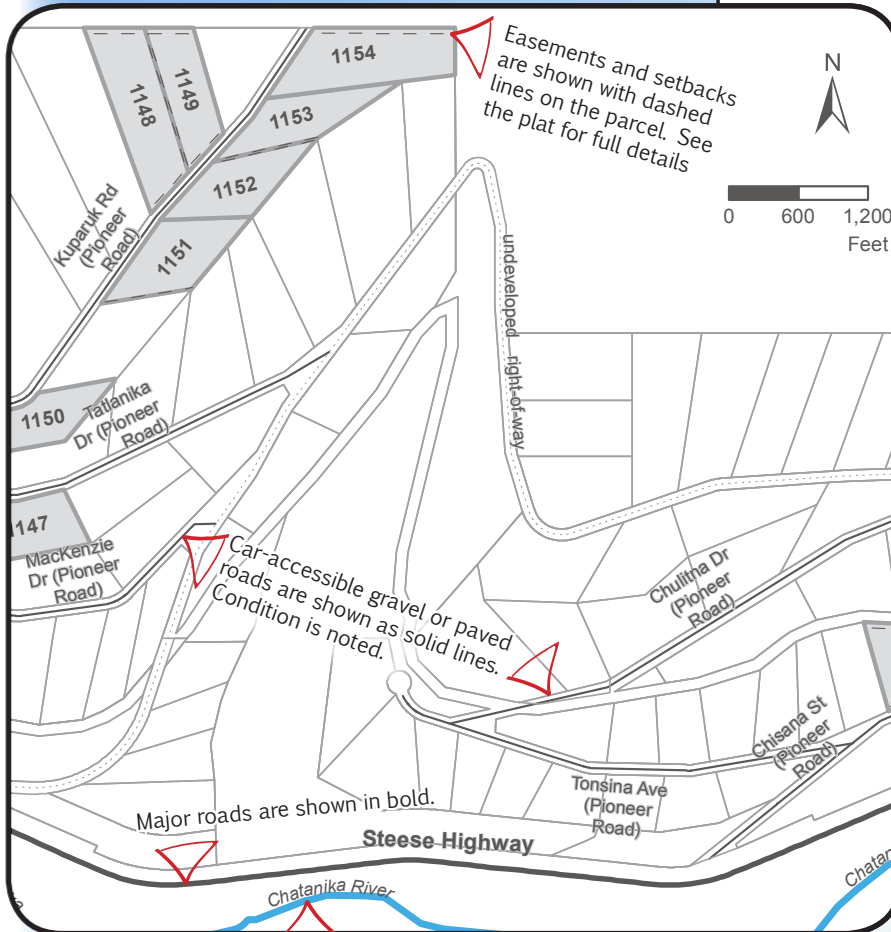 1154
1148
1149
1153
1152
1151
Easements and setbacks
are shown with dashed
lines on the parcel. See
the plat for full details
N
0 600 1,200
Feet
Kuparuk Rd
(Pioneer
Road)
undeveloped right-of-way
1150
Tatlanika
Dr (Pioneer
Road)
1147
MacKenzie
Dr (Pioneer
Road)
Car-accessible gravel or paved
roads are shown as solid lines.
Condition is noted.
Chulitna Dr
(Pioneer
Road)
Chisana St
(Pioneer
Road)
Tonsina Ave
(Pioneer
Road)
Major roads are shown in bold.
Steese Highway
Chatanika River
Chatan